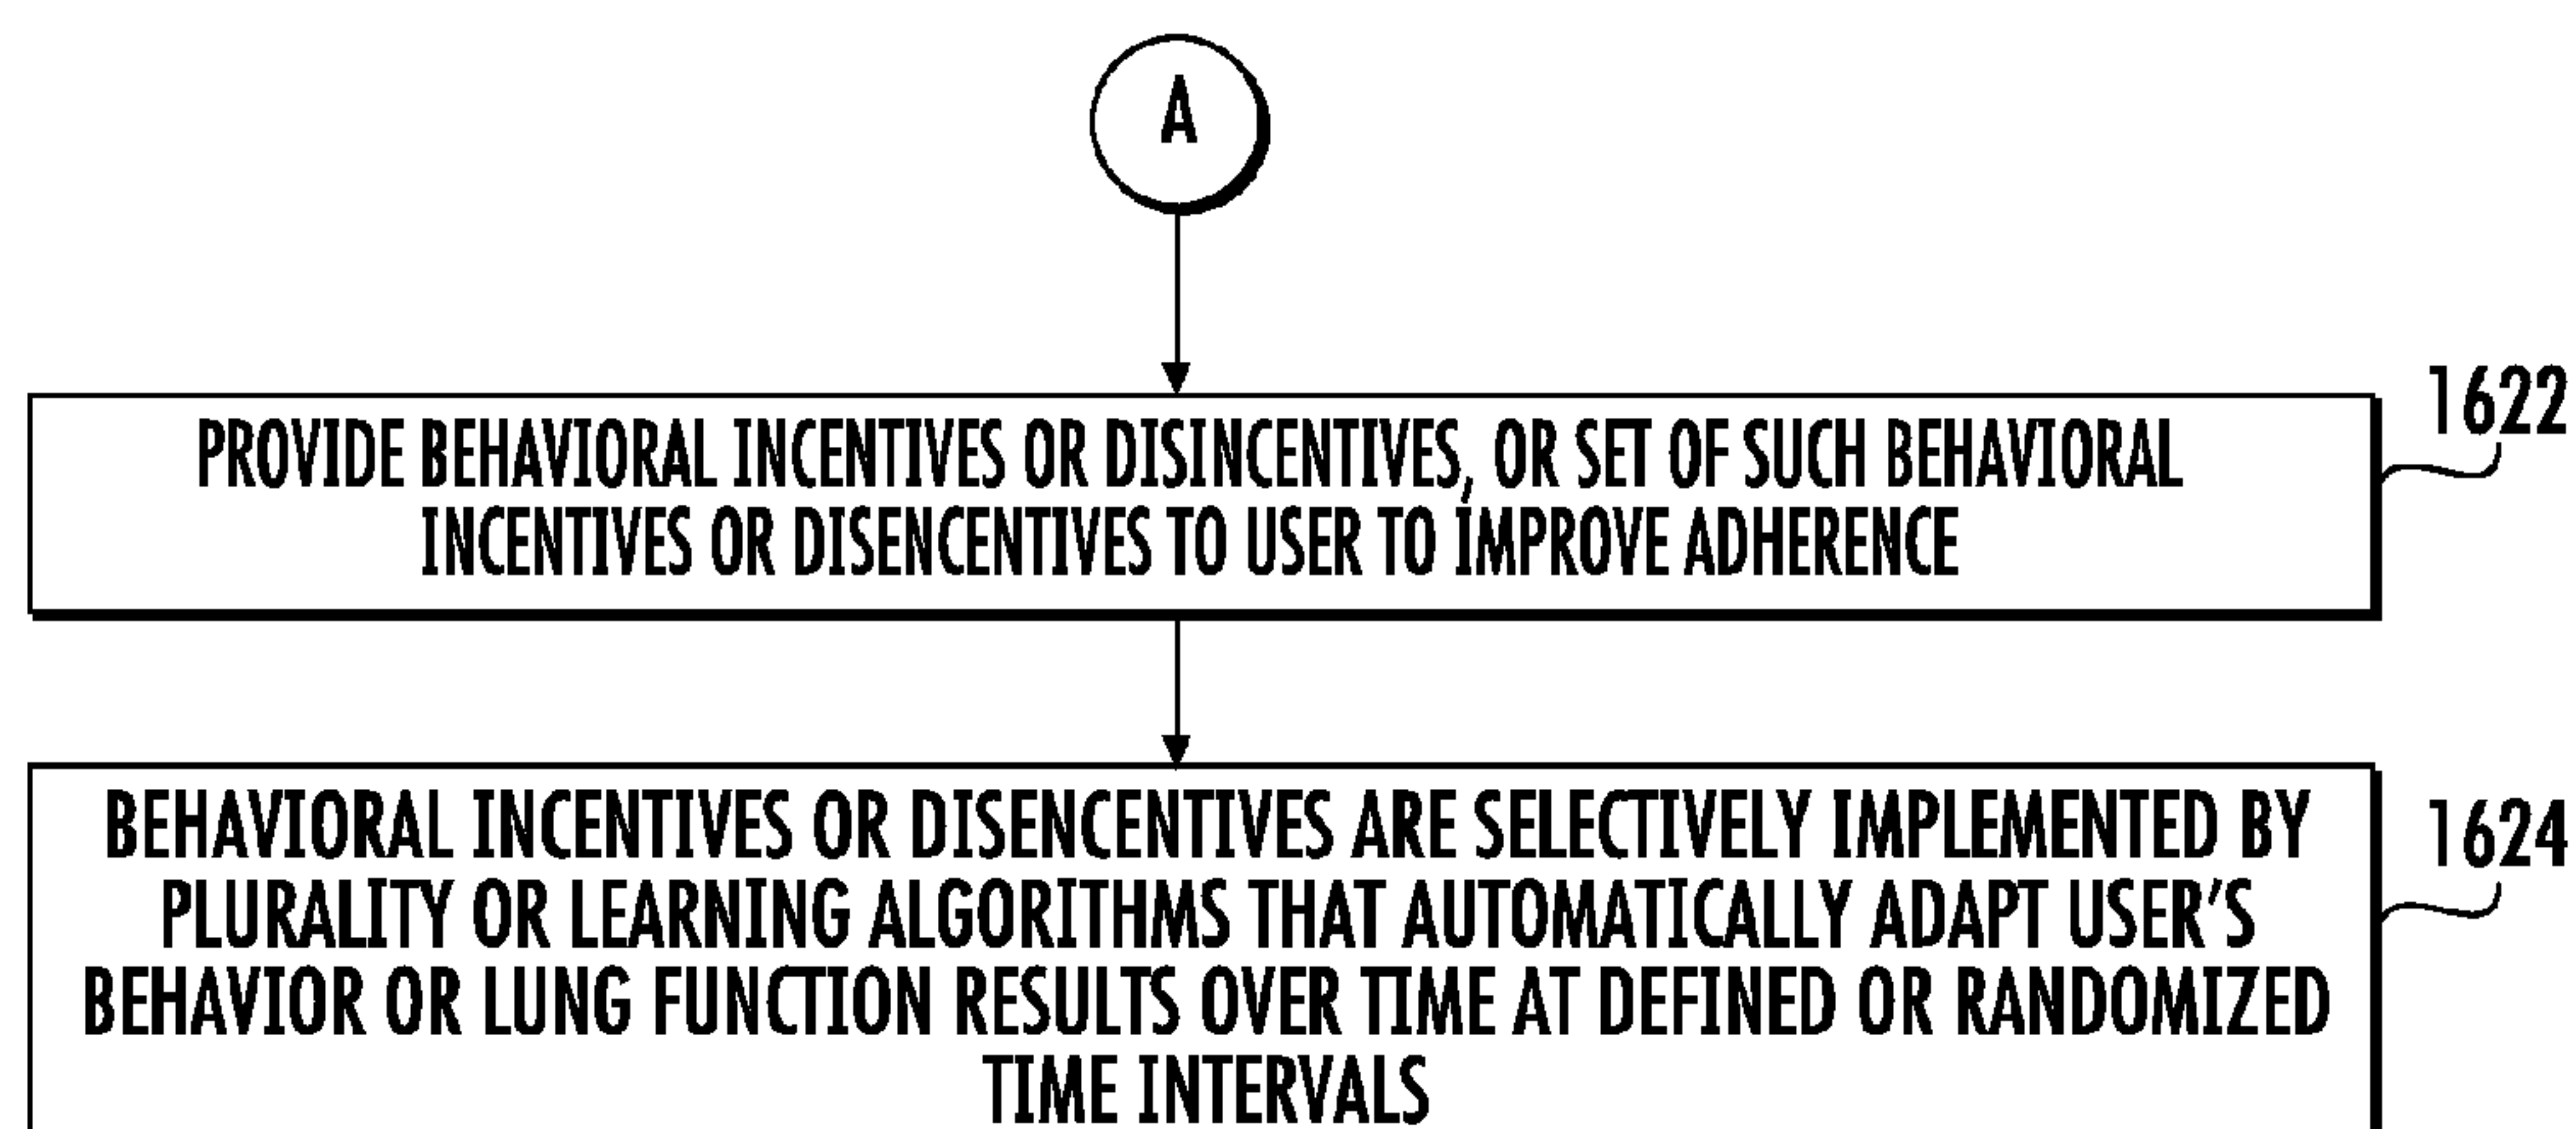 A
1622
PROVIDE BEHAVIORAL INCENTIVES OR DISINCENTIVES, OR SET OF SUCH BEHAVIORAL
INCENTIVES OR DISENCENTIVES TO USER TO IMPROVE ADHERENCE
1624
BEHAVIORAL INCENTIVES OR DISENCENTIVES ARE SELECTIVELY IMPLEMENTED BY
PLURALITY OR LEARNING ALGORITHMS THAT AUTOMATICALLY ADAPT USER'S
BEHAVIOR OR LUNG FUNCTION RESULTS OVER TIME AT DEFINED OR RANDOMIZED
TIME INTERVALS